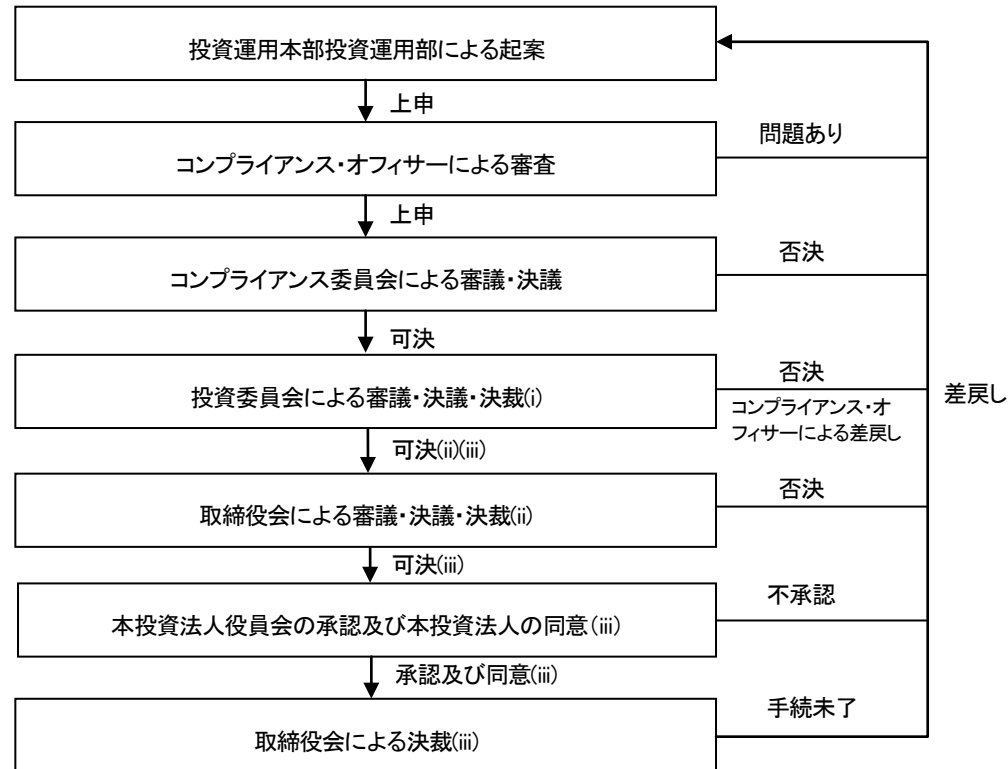 投資運用本部投資運用部による起案
上申
問題あり
コンプライアンス・オフィサーによる審査
上申
否決
コンプライアンス委員会による審議・決議
可決
否決
投資委員会による審議・決議・決裁(i)
コンプライアンス・オ
フィサーによる差戻し
差戻し
可決(ii)(iii)
否決
取締役会による審議・決議・決裁(ii)
可決(iii)
不承認
本投資法人役員会の承認及び本投資法人の同意(iii)
承認及び同意(iii)
手続未了
取締役会による決裁(iii)